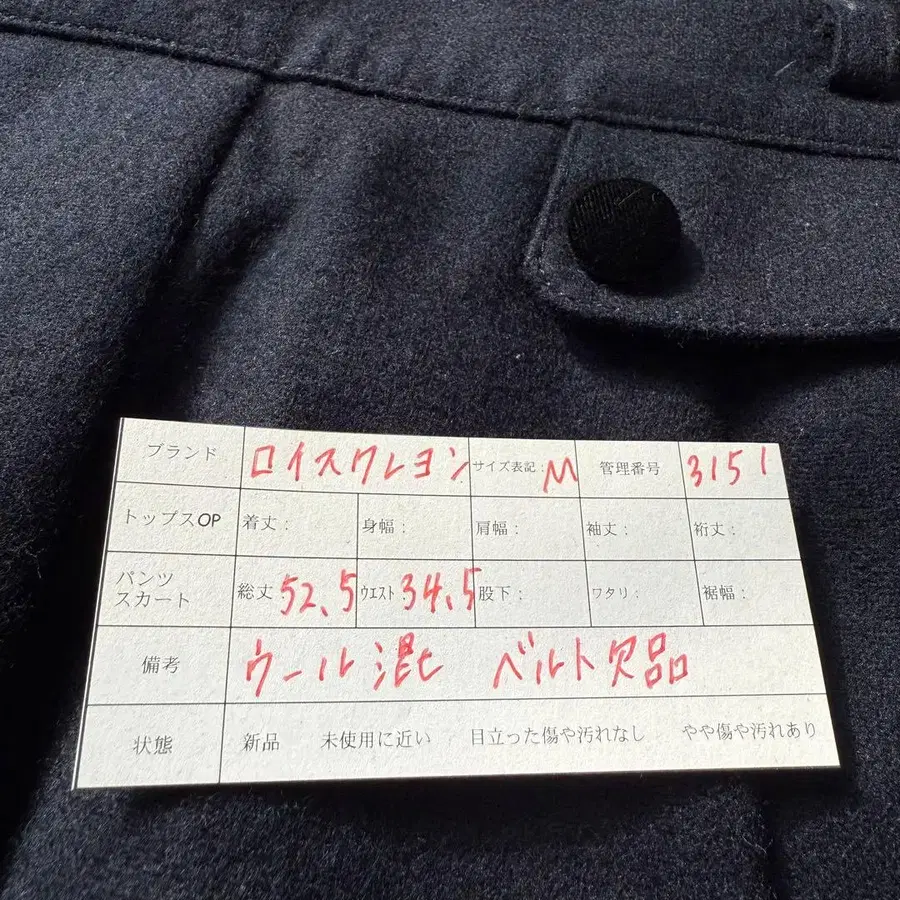 ブランド ロイスクレヨン サイズ表記: M 管理番号 3151
トップスOP 着丈: 身幅: 肩幅: 袖丈: 裄丈:
パンツ スカート 総丈: 52.5 ウエスト: 34.5 股下: ワタリ: 裾幅:
備考 ウール混 ベルト欠品
状態 新品 未使用に近い 目立った傷や汚れなし やや傷や汚れあり